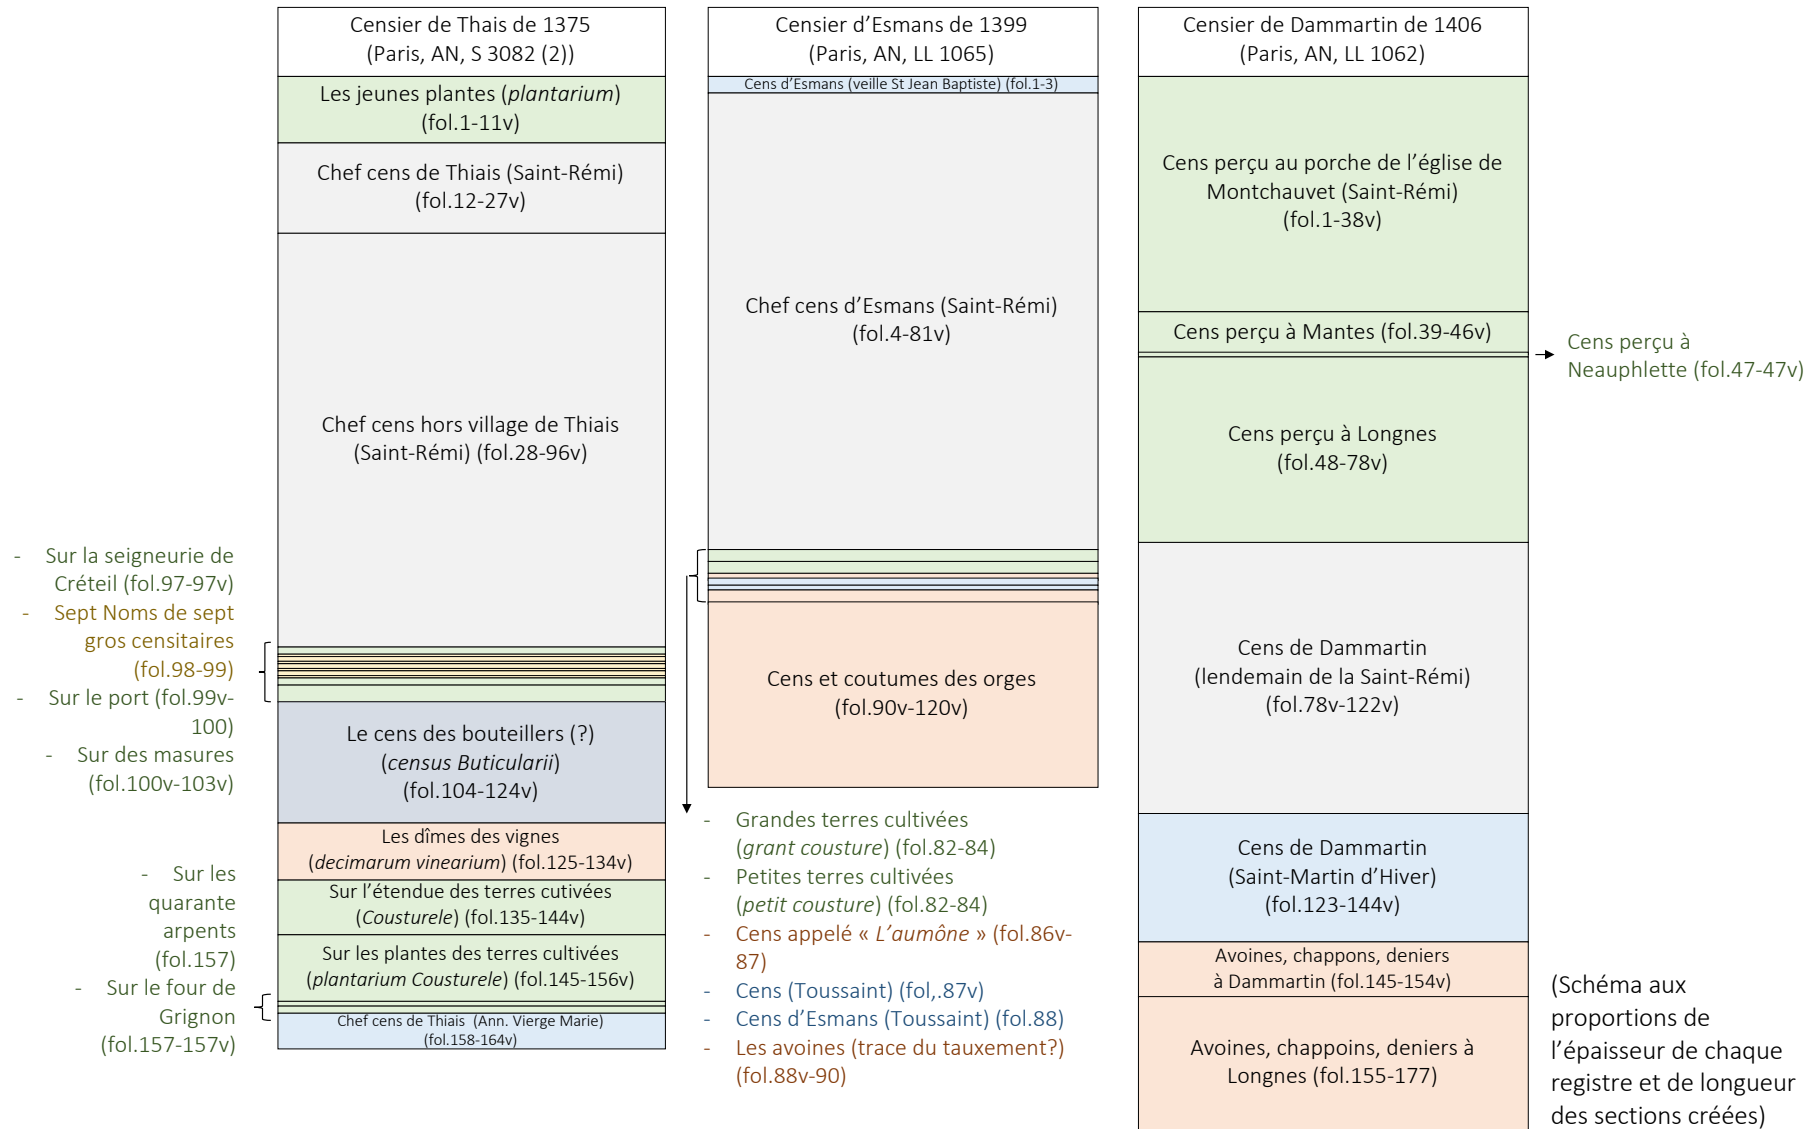 Censier de Thais de 1375
(Paris, AN, S 3082 (2))
Les jeunes plantes (plantarium)
(fol.1-11v)
Chef cens de Thiais (Saint-Rémi)
(fol.12-27v)
Chef cens hors village de Thiais
(Saint-Rémi) (fol.28-96v)
- Sur la seigneurie de
Créteil (fol.97-97v)
- Sept Noms de sept
gros censitaires
(fol.98-99)
- Sur le port (fol.99v-
100)
- Sur des masures
(fol.100v-103v)
Le cens des bouteillers (?)
(census Buticularii)
(fol.104-124v)
Les dîmes des vignes
(decimarum vinearium) (fol.125-134v)
Sur l’étendue des terres cutivées
(Cousturele) (fol.135-144v)
Sur les plantes des terres cultivées
(plantarium Cousturele) (fol.145-156v)
- Sur les
quarante
arpents
(fol.157)
- Sur le four de
Grignon
(fol.157-157v)
Chef cens de Thiais (Ann. Vierge Marie)
(fol.158-164v)
Censier d’Esmans de 1399
(Paris, AN, LL 1065)
Cens d’Esmans (veille St Jean Baptiste) (fol.1-3)
Chef cens d’Esmans (Saint-Rémi)
(fol.4-81v)
Cens et coutumes des orges
(fol.90v-120v)
- Grandes terres cultivées
(grant cousture) (fol.82-84)
- Petites terres cultivées
(petit cousture) (fol.82-84)
- Cens appelé « L’aumône » (fol.86v-
87)
- Cens (Toussaint) (fol,.87v)
- Cens d’Esmans (Toussaint) (fol.88)
- Les avoines (trace du tauxement?)
(fol.88v-90)
Censier de Dammartin de 1406
(Paris, AN, LL 1062)
Cens perçu au porche de l’église de
Montchauvet (Saint-Rémi)
(fol.1-38v)
Cens perçu à Mantes (fol.39-46v)
Cens perçu à
Neauphlette (fol.47-47v)
Cens perçu à Longnes
(fol.48-78v)
Cens de Dammartin
(lendemain de la Saint-Rémi)
(fol.78v-122v)
Cens de Dammartin
(Saint-Martin d’Hiver)
(fol.123-144v)
Avoines, chappons, deniers
à Dammartin (fol.145-154v)
Avoines, chappoins, deniers à
Longnes (fol.155-177)
(Schéma aux
proportions de
l’épaisseur de chaque
registre et de longueur
des sections créées)